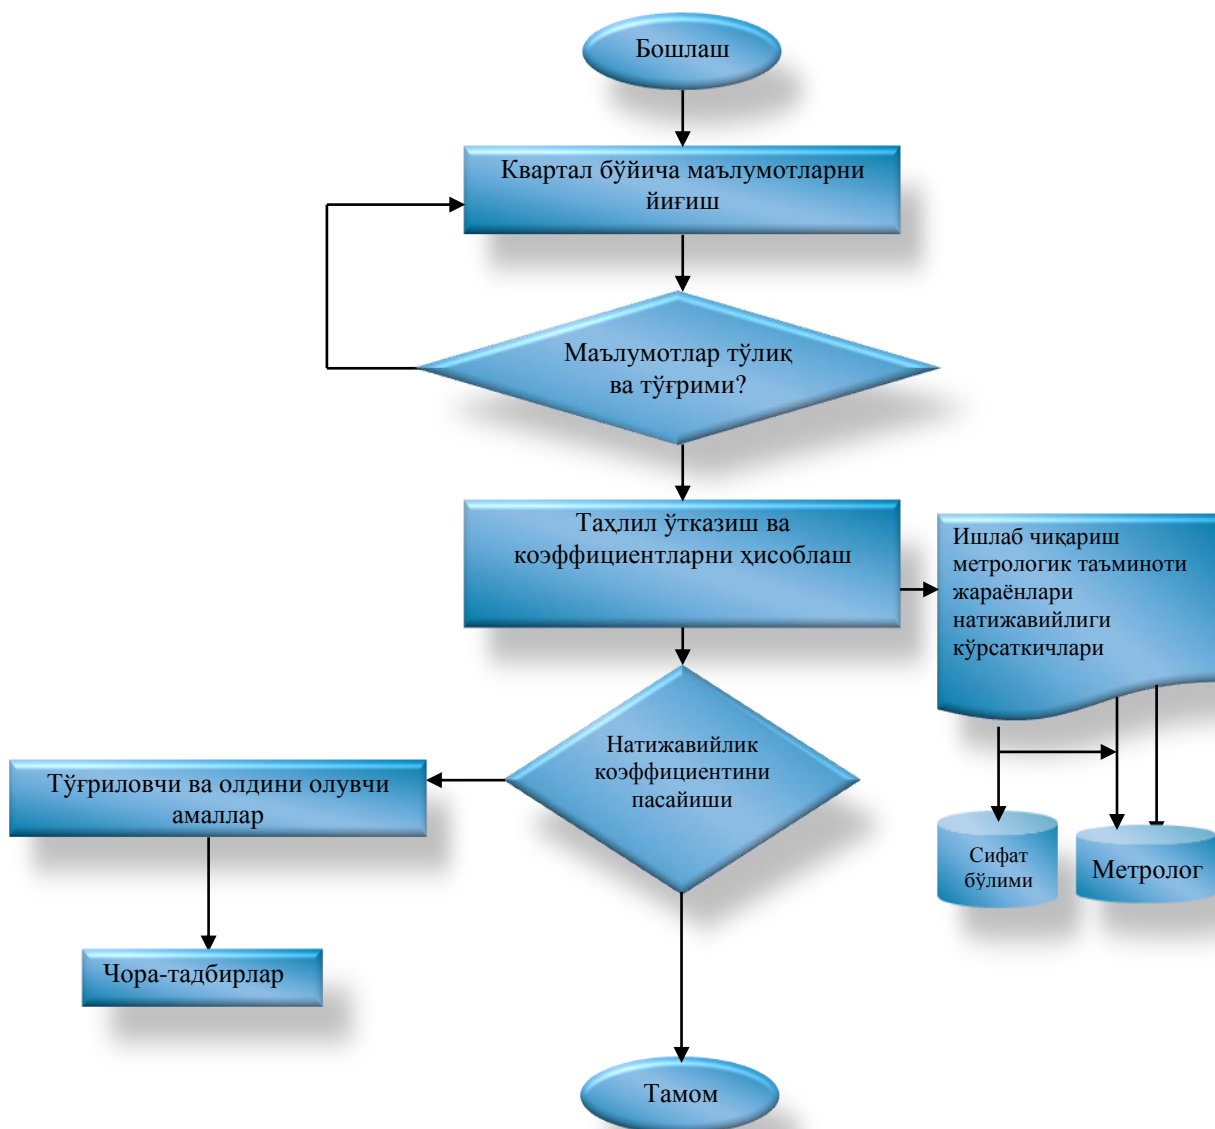 Бошлаш
Квартал бўйича маълумотларни
йиғиш
Маълумотлар тўлиқ
ва тўғрими?
Таҳлил ўтказиш ва
коэффициентларни ҳисоблаш
Ишлаб чиқариш
метрологик таъминоти
жараёнлари
натижавийлиги
кўрсаткичлари
Натижавийлик
коэффициентини
пасайиши
Тўғриловчи ва олдини олувчи
амаллар
Сифат
бўлими
Метролог
Чора-тадбирлар
Тамом